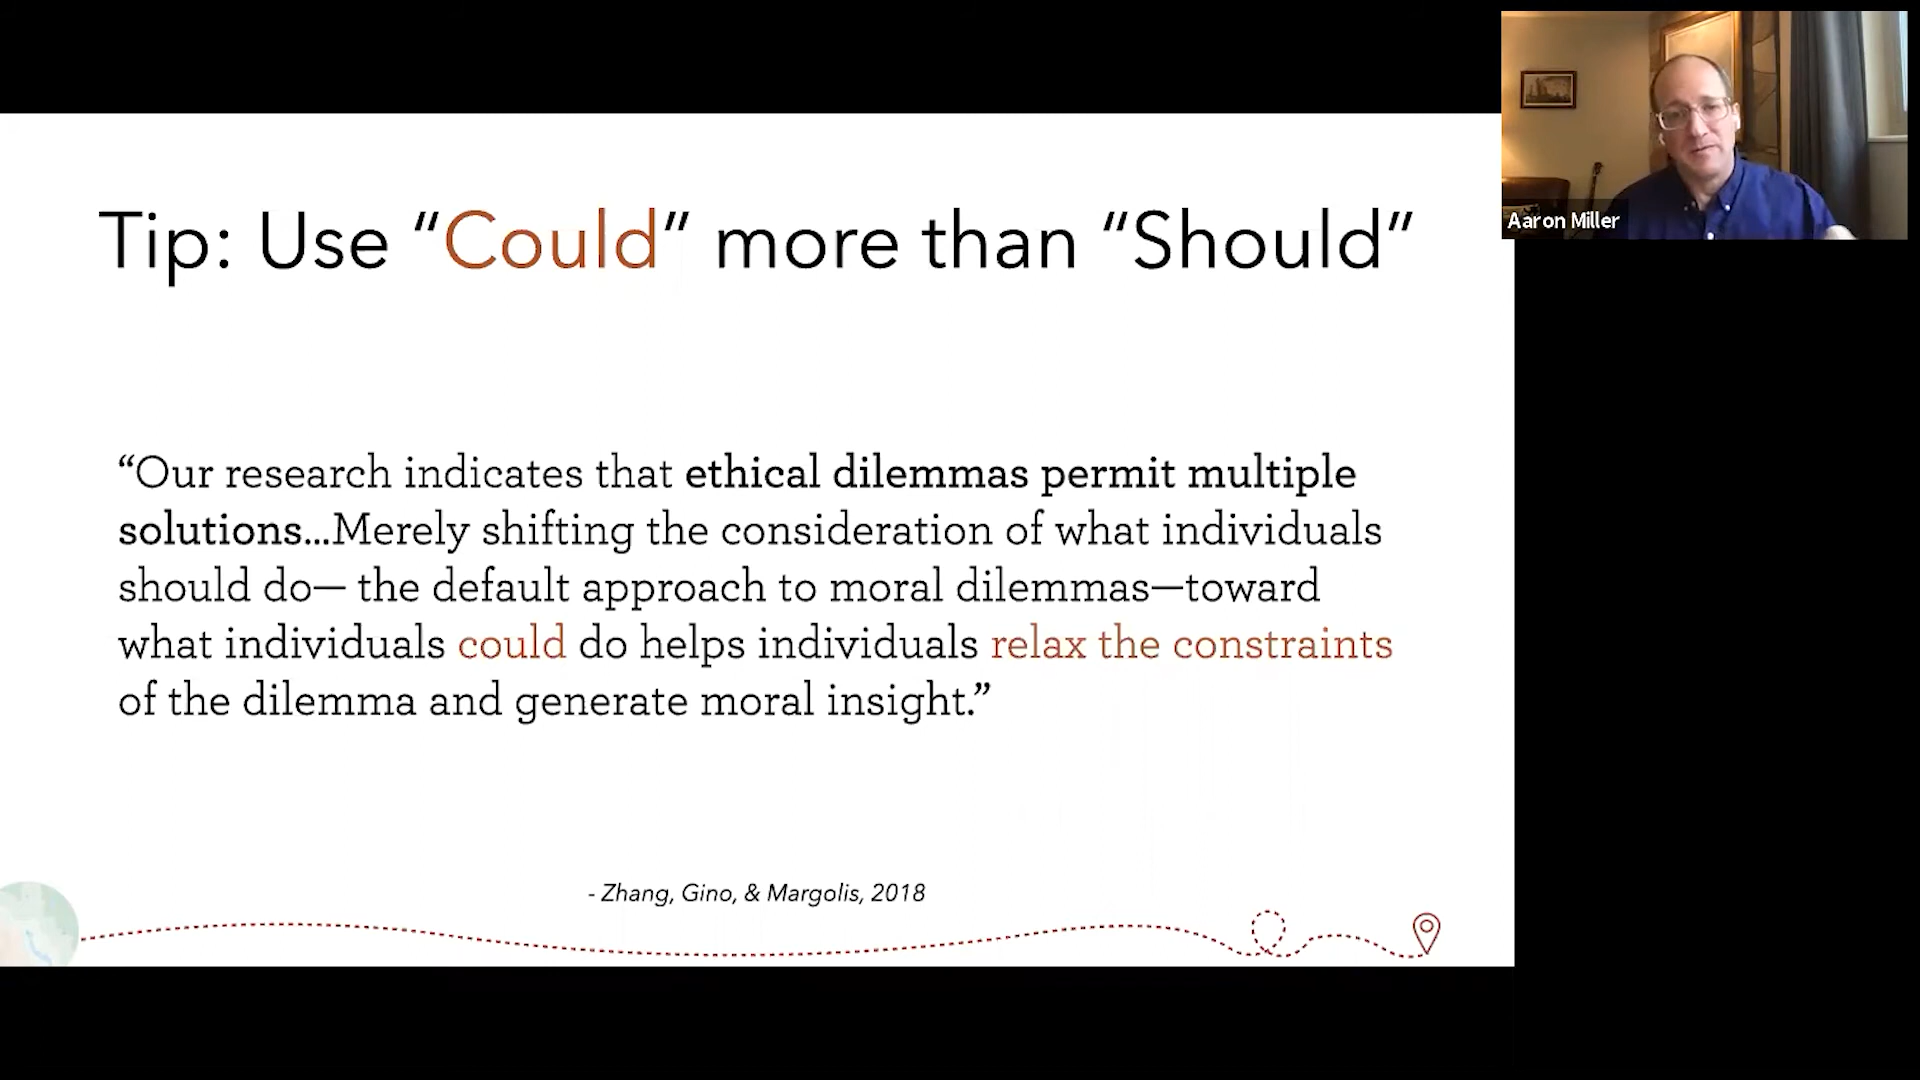 Tip: Use “Could” more than “Should”
“Our research indicates that ethical dilemmas permit multiple
solutions...Merely shifting the consideration of what individuals
should do— the default approach to moral dilemmas—toward
what individuals could do helps individuals relax the constraints
of the dilemma and generate moral insight.”
- Zhang, Gino, & Margolis, 2018
Aaron Miller